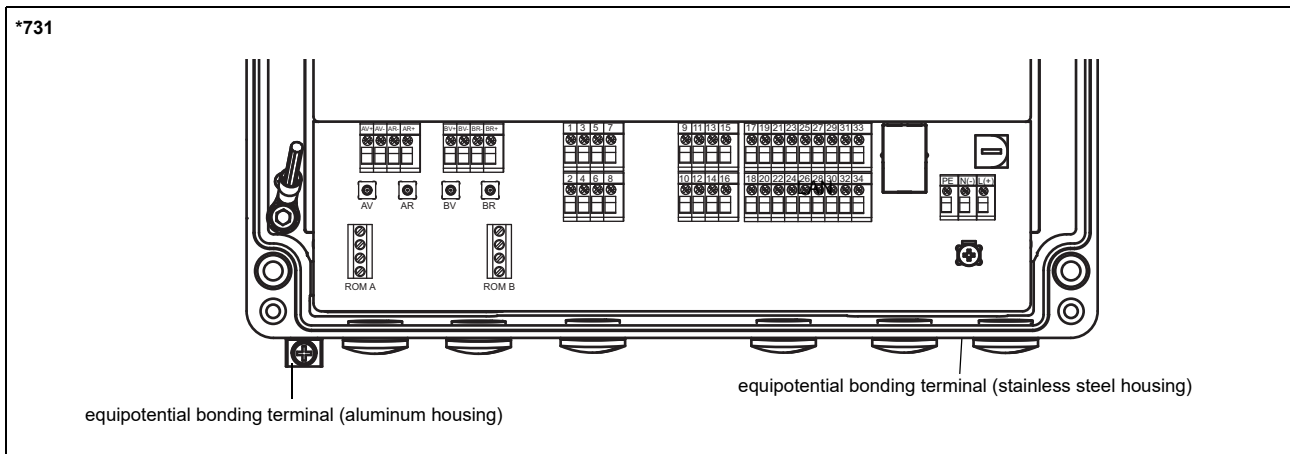 *731
AV+ AV- AR- AR+ BV+ BV- BR- BR+ 1 3 5 7 9 11 13 15 17 19 21 23 25 27 29 31 33
2 4 6 8 10 12 14 16 18 20 22 24 26 28 30 32 34 PE N(-) L(+)
AV AR BV BR
ROM A ROM B
equipotential bonding terminal (stainless steel housing)
equipotential bonding terminal (aluminum housing)